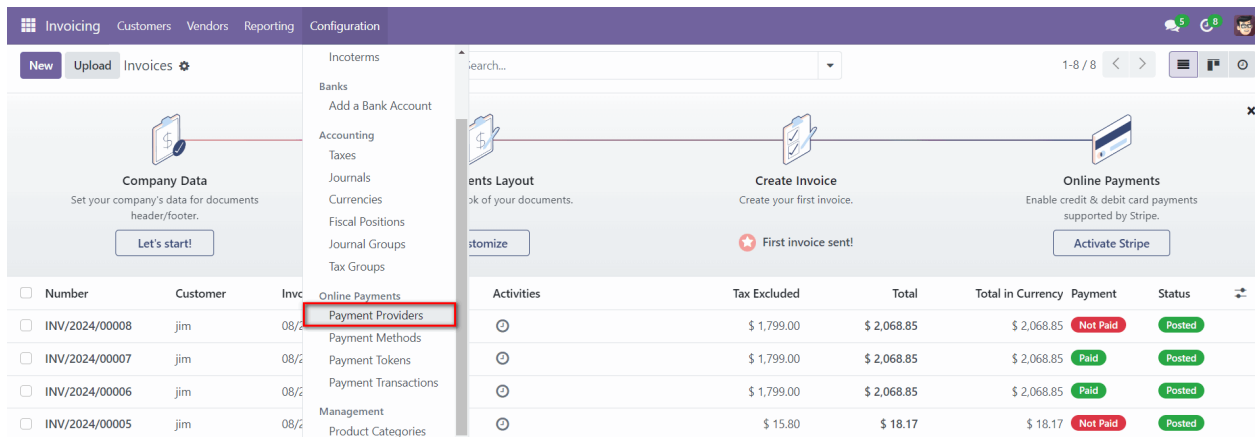 Invoicing Customers Vendors Reporting Configuration 5 8
New Upload Invoices Search... 1-8 / 8
Incoterms
Banks
Add a Bank Account
Accounting
Taxes
Journals
Currencies
Fiscal Positions
Journal Groups
Tax Groups
Online Payments
Payment Providers
Payment Methods
Payment Tokens
Payment Transactions
Management
Product Categories
Company Data
Set your company's data for documents
header/footer.
Let's start!
ents Layout
ok of your documents.
stomize
Create Invoice
Create your first invoice.
First invoice sent!
Online Payments
Enable credit & debit card payments
supported by Stripe.
Activate Stripe
Number Customer Invo Activities Tax Excluded Total Total in Currency Payment Status
INV/2024/00008 jim 08/2 $ 1,799.00 $ 2,068.85 $ 2,068.85 Not Paid Posted
INV/2024/00007 jim 08/2 $ 1,799.00 $ 2,068.85 $ 2,068.85 Paid Posted
INV/2024/00006 jim 08/2 $ 1,799.00 $ 2,068.85 $ 2,068.85 Paid Posted
INV/2024/00005 jim 08/2 $ 15.80 $ 18.17 $ 18.17 Not Paid Posted